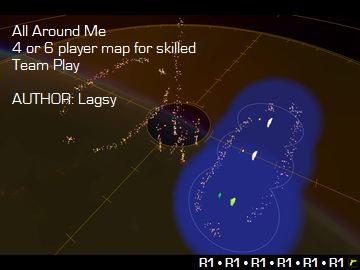 All Around Me
4 or 6 player map for skilled
Team Play
AUTHOR: Lagsy
R1 • R1 • R1 • R1 • R1 • R1 r